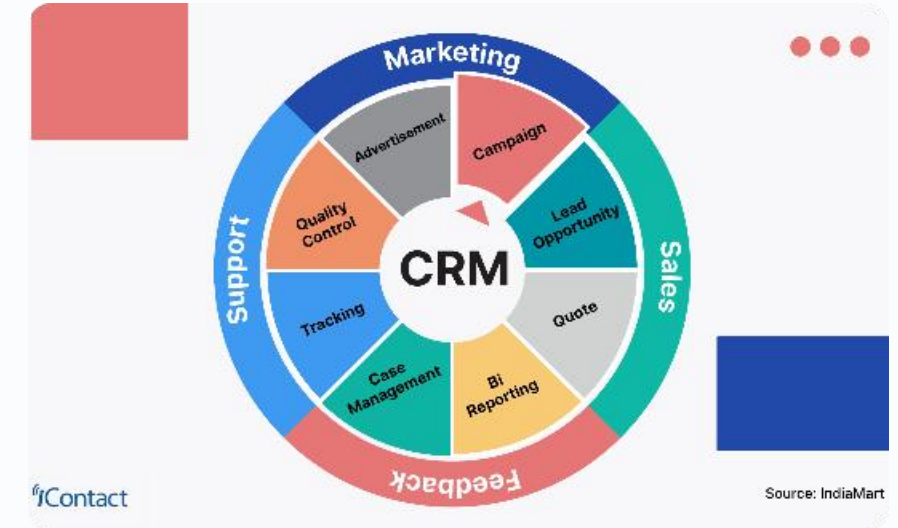 Marketing
Advertisement
Campaign
Lead
Opportunity
Sales
Quote
Bi
Reporting
Feedback
Case
Management
Tracking
Support
Quality
Control
CRM
iContact
Source: IndiaMart